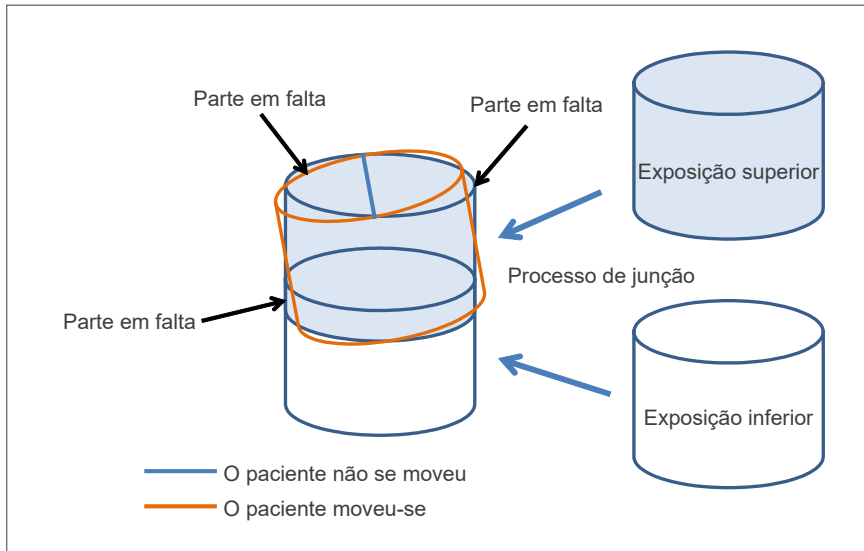 Parte em falta
Parte em falta
Exposição superior
Processo de junção
Parte em falta
Exposição inferior
O paciente não se moveu
O paciente moveu-se